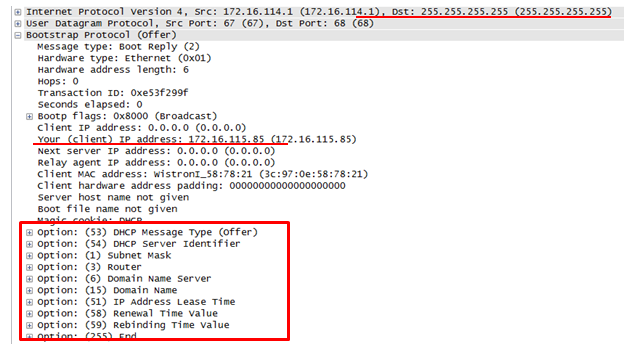 Internet Protocol Version 4, Src: 172.16.114.1 (172.16.114.1), Dst: 255.255.255.255 (255.255.255.255)
User Datagram Protocol, Src Port: 67 (67), Dst Port: 68 (68)
Bootstrap Protocol (Offer)
Message type: Boot Reply (2)
Hardware type: Ethernet (0x01)
Hardware address length: 6
Hops: 0
Transaction ID: 0xe53f299f
Seconds elapsed: 0
Bootp flags: 0x8000 (Broadcast)
Client IP address: 0.0.0.0 (0.0.0.0)
Your (client) IP address: 172.16.115.85 (172.16.115.85)
Next server IP address: 0.0.0.0 (0.0.0.0)
Relay agent IP address: 0.0.0.0 (0.0.0.0)
Client MAC address: WistronI_58:78:21 (3c:97:0e:58:78:21)
Client hardware address padding: 00000000000000000000
Server host name not given
Boot file name not given
Magic cookie: DHCP
Option: (53) DHCP Message Type (Offer)
Option: (54) DHCP Server Identifier
Option: (1) Subnet Mask
Option: (3) Router
Option: (6) Domain Name Server
Option: (15) Domain Name
Option: (51) IP Address Lease Time
Option: (58) Renewal Time Value
Option: (59) Rebinding Time Value
Option: (255) End